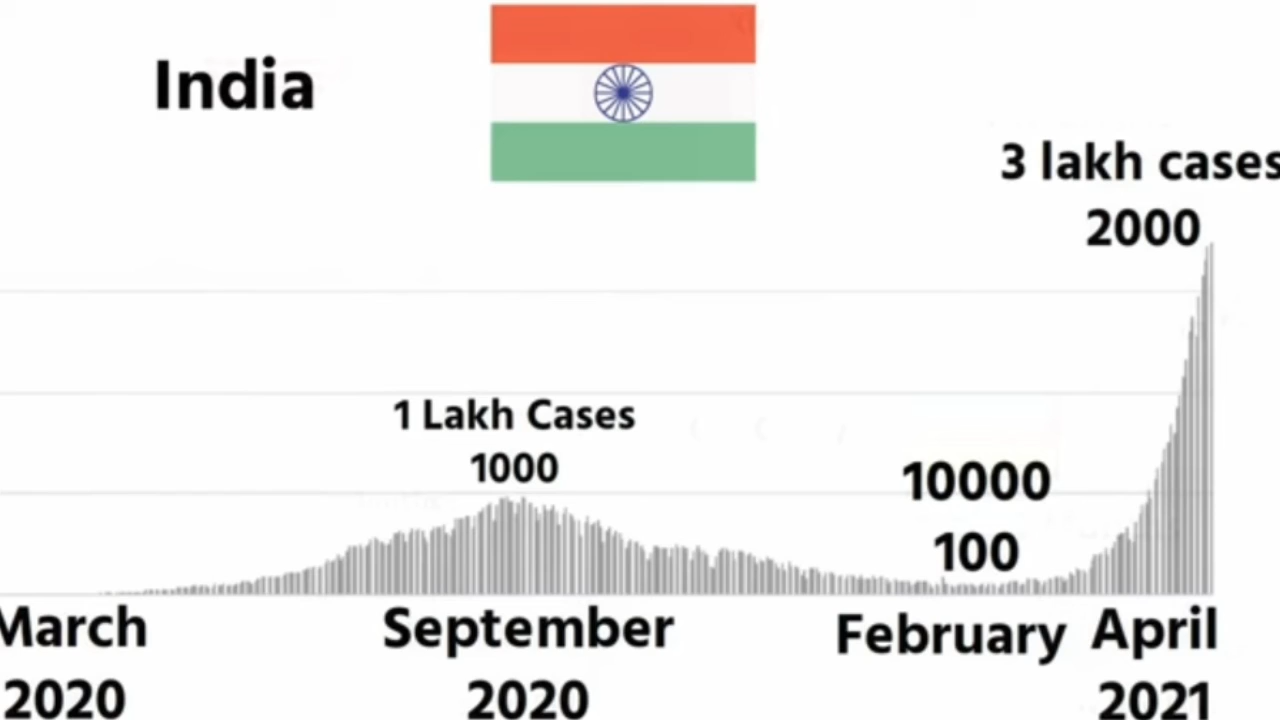 India
3 lakh cases
2000
1 Lakh Cases
1000
10000
100
March
2020
September
2020
February
April
2021